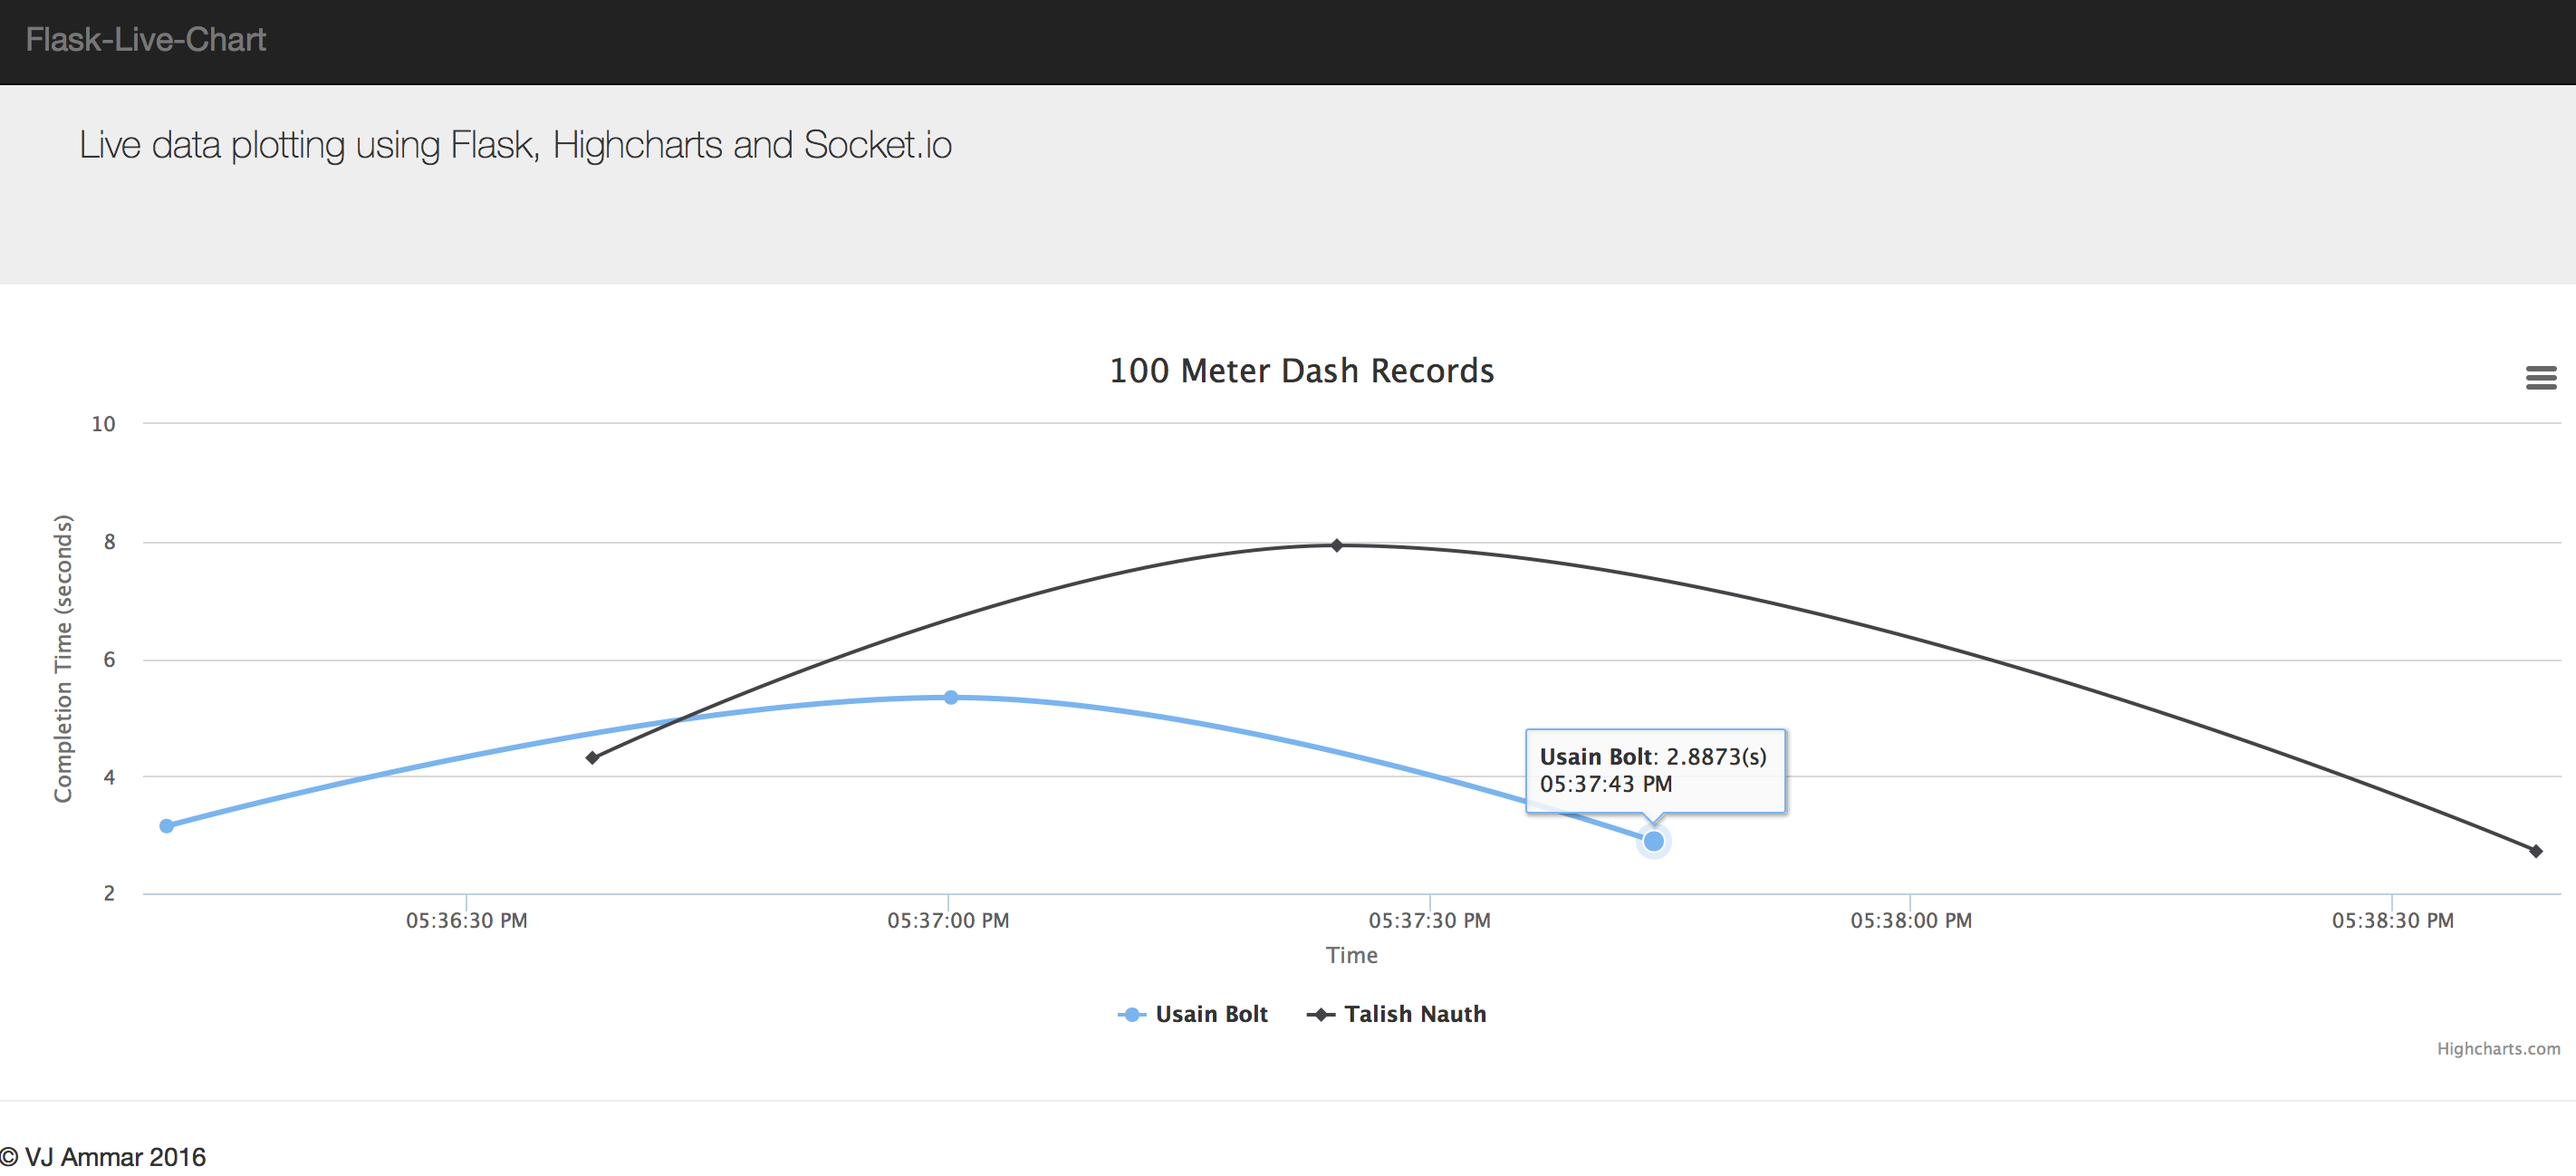 Flask-Live-Chart
Live data plotting using Flask, Highcharts and Socket.io
100 Meter Dash Records
10
8
6
4
2
Completion Time (seconds)
Usain Bolt: 2.8873(s)
05:37:43 PM
05:36:30 PM 05:37:00 PM 05:37:30 PM 05:38:00 PM 05:38:30 PM
Time
Usain Bolt Talish Nauth
Highcharts.com
© VJ Ammar 2016